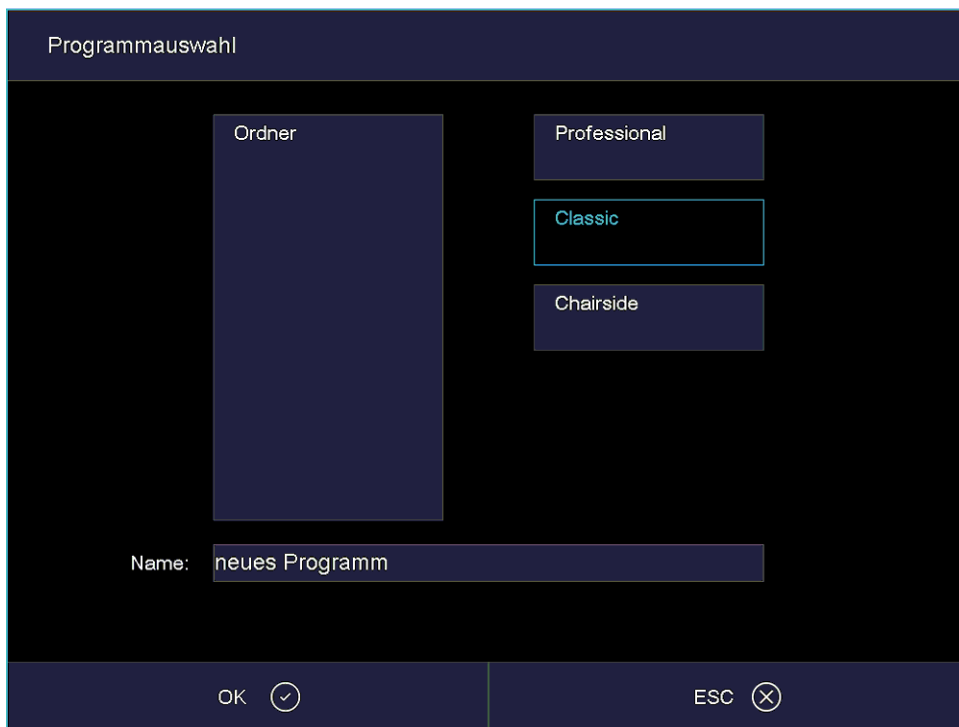 Programmauswahl
Ordner
Professional
Classic
Chairside
Name: neues Programm
OK
ESC